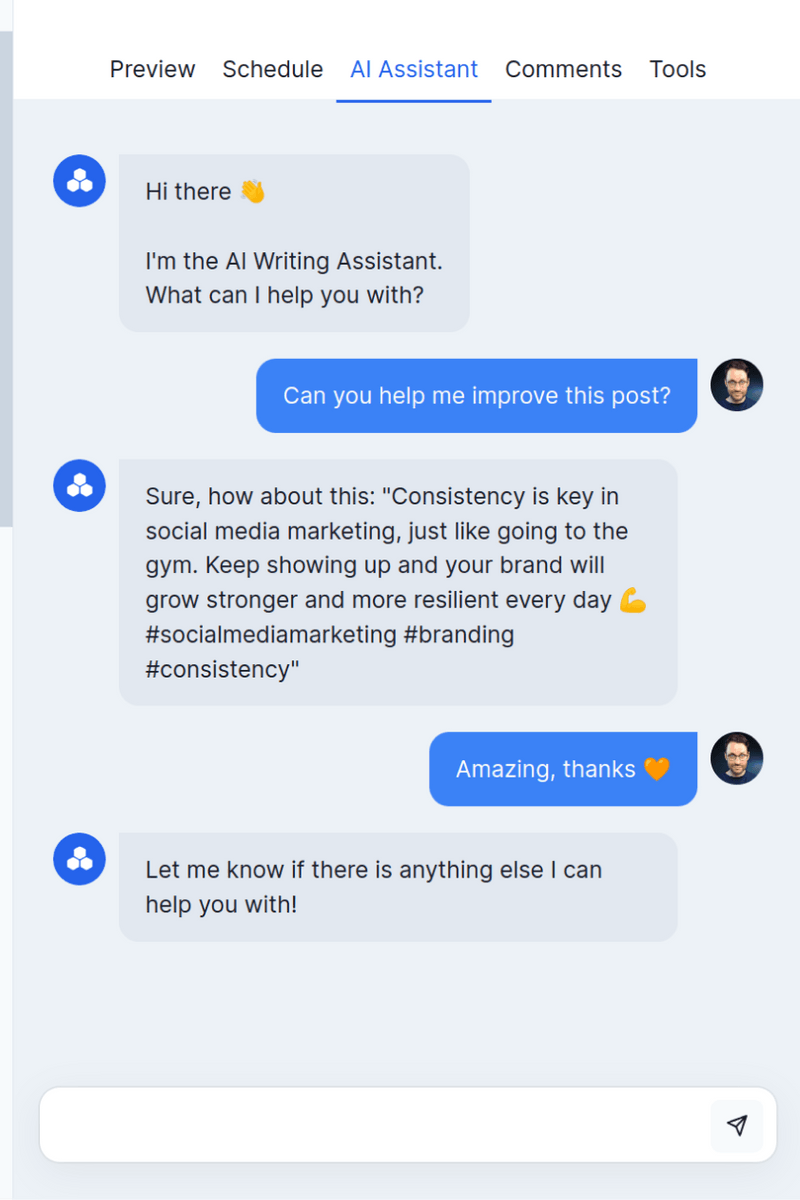 Preview Schedule AI Assistant Comments Tools
Hi there 👋
I'm the AI Writing Assistant.
What can I help you with?
Can you help me improve this post?
Sure, how about this: "Consistency is key in
social media marketing, just like going to the
gym. Keep showing up and your brand will
grow stronger and more resilient every day 💪
#socialmediamarketing #branding
#consistency"
Amazing, thanks 🧡
Let me know if there is anything else I can
help you with!